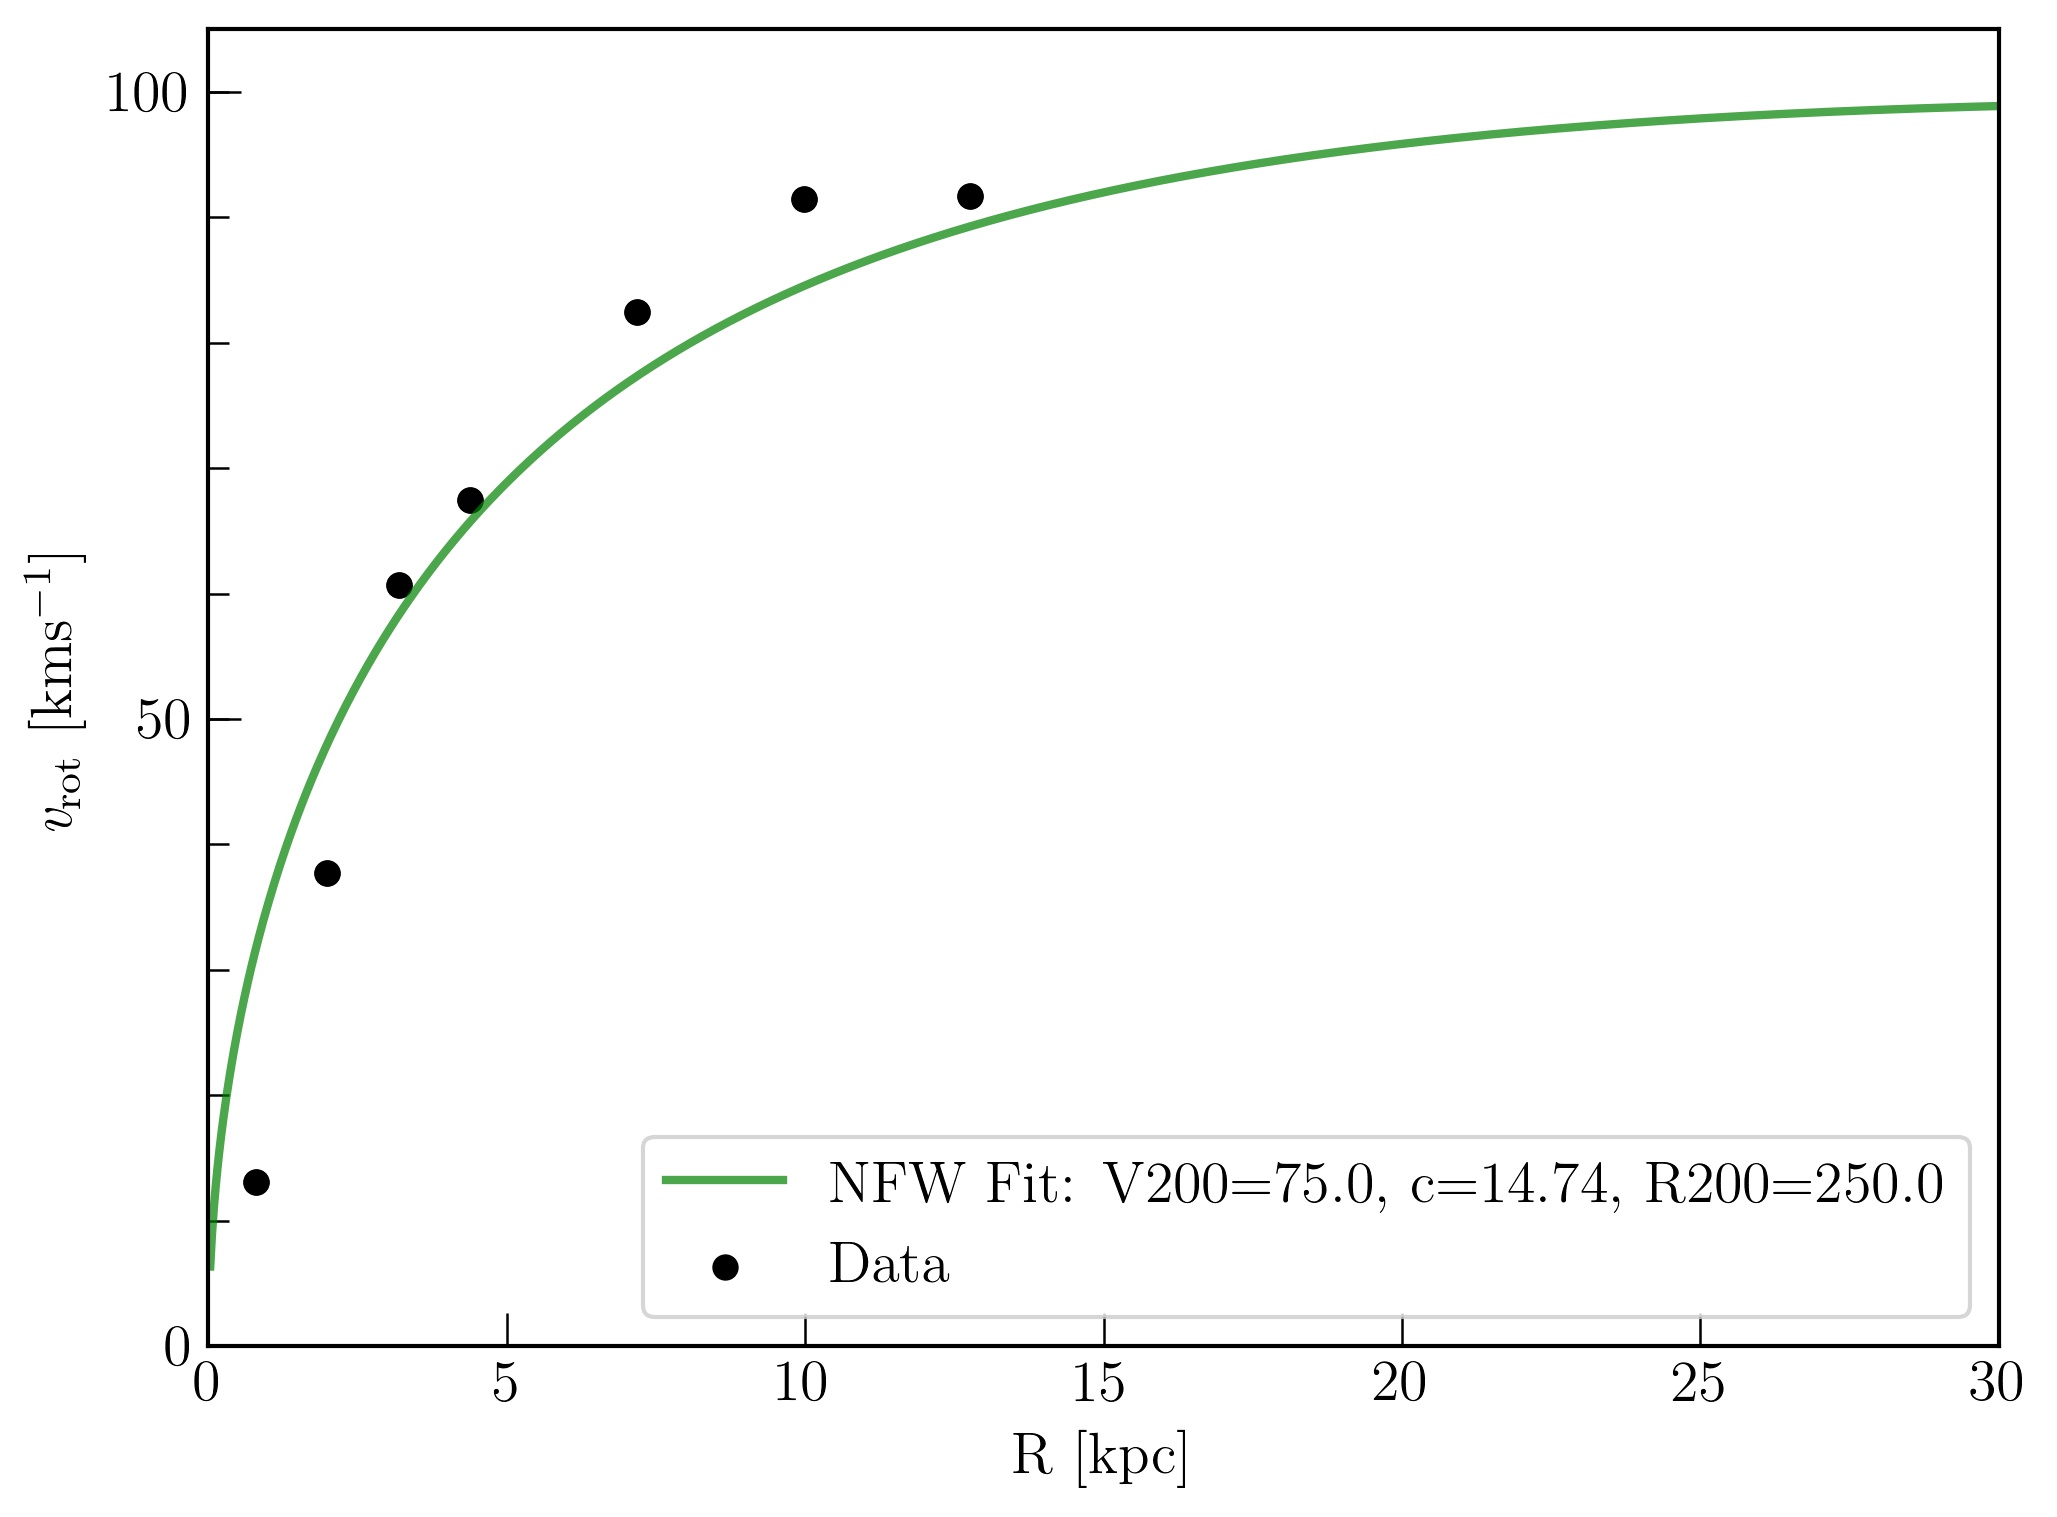 100
50
0
v_rot [kms⁻¹]
NFW Fit: V200=75.0, c=14.74, R200=250.0
Data
0 5 10 15 20 25 30
R [kpc]